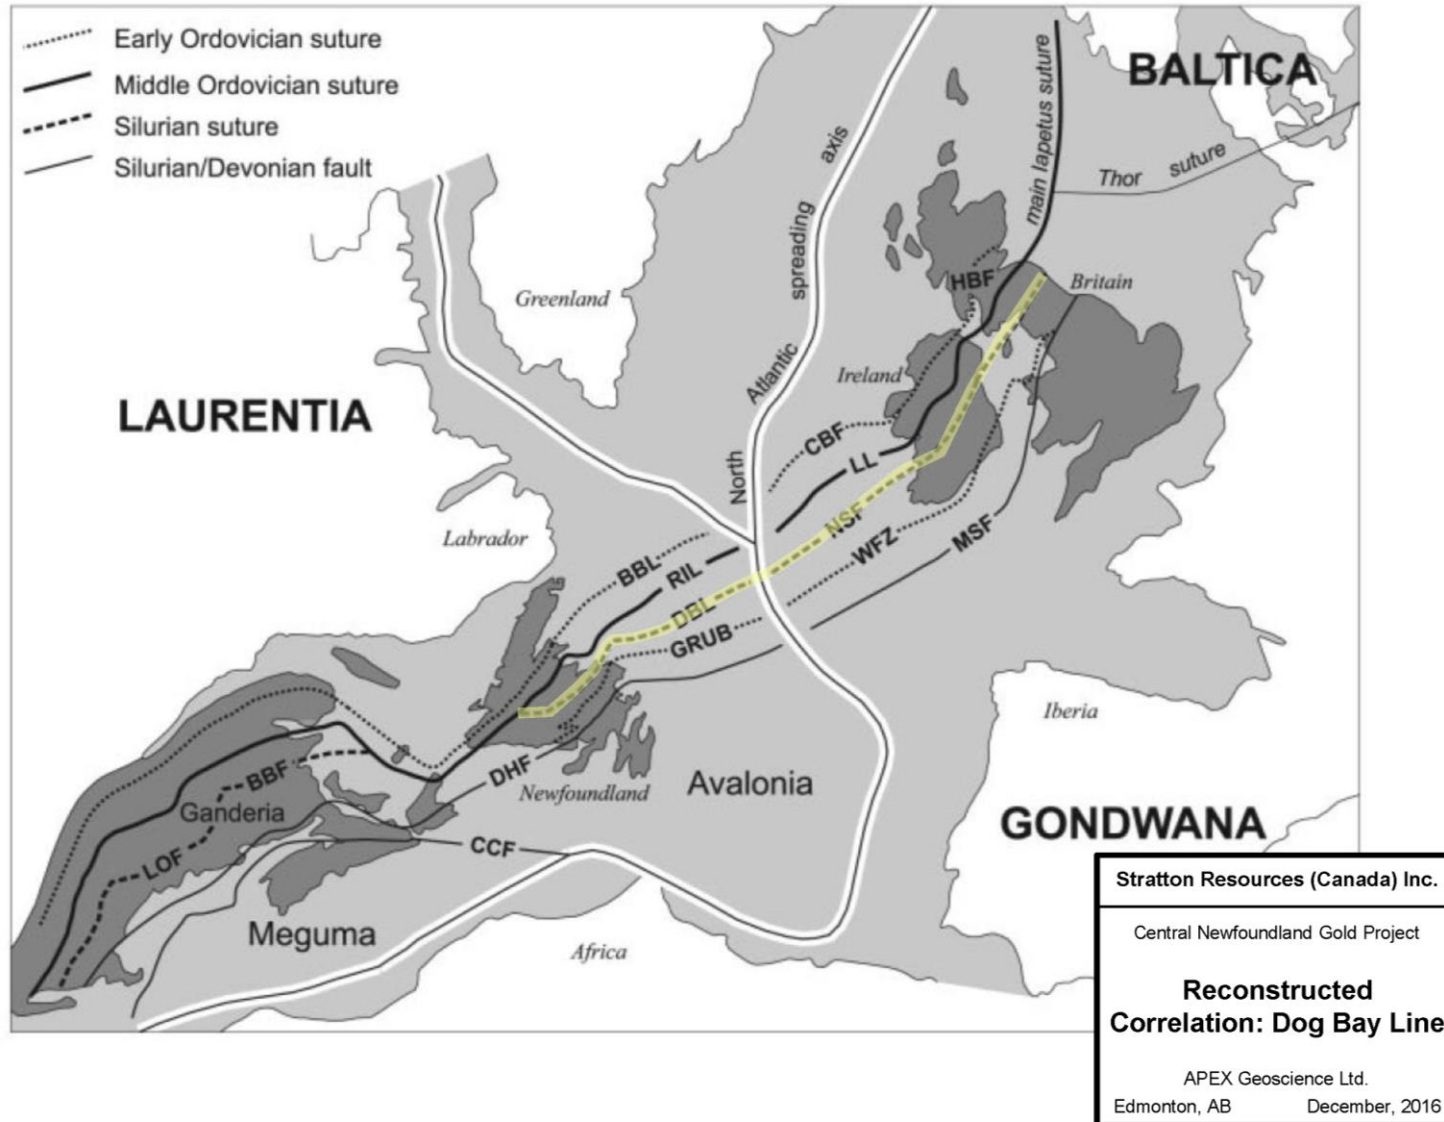 Early Ordovician suture
Middle Ordovician suture
Silurian suture
Silurian/Devonian fault
BALTICA
main Iapetus suture
Thor suture
North Atlantic spreading axis
Greenland
HBF
Britain
Ireland
LAURENTIA
CBF
LL
NSF
WFZ
MSF
Labrador
BBL
RIL
DBL
GRUB
Iberia
DHF
Newfoundland
Avalonia
BBF
Ganderia
LOF
CCF
GONDWANA
Meguma
Africa
Stratton Resources (Canada) Inc.
Central Newfoundland Gold Project
Reconstructed
Correlation: Dog Bay Line
APEX Geoscience Ltd.
Edmonton, AB December, 2016